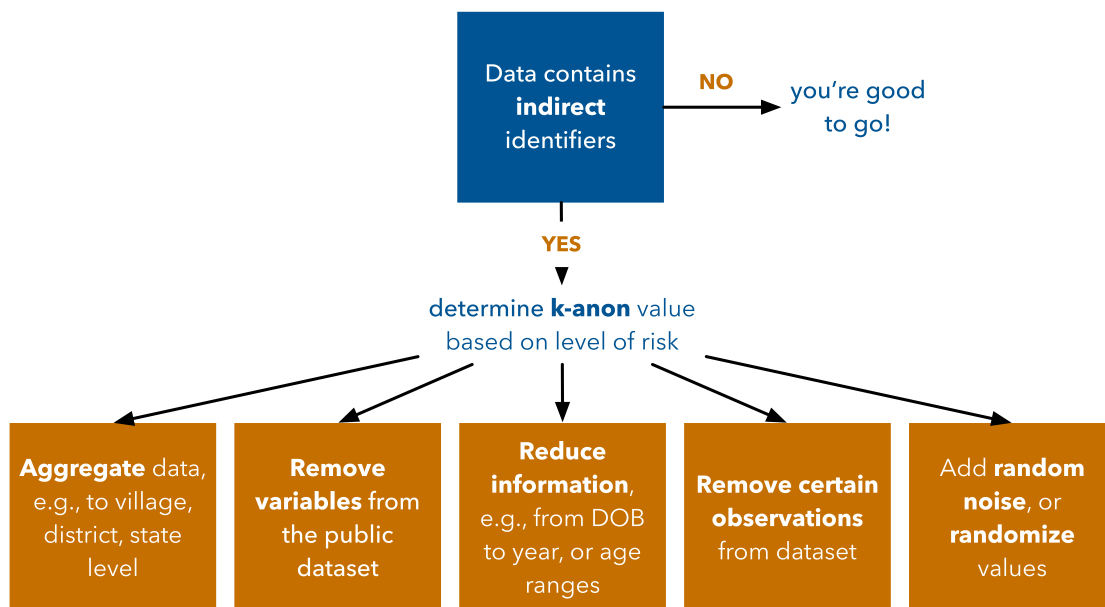 Data contains
indirect
identifiers
NO
you’re good
to go!
YES
determine k-anon value
based on level of risk
Aggregate data,
e.g., to village,
district, state
level
Remove
variables from
the public
dataset
Reduce
information,
e.g., from DOB
to year, or age
ranges
Remove certain
observations
from dataset
Add random
noise, or
randomize
values